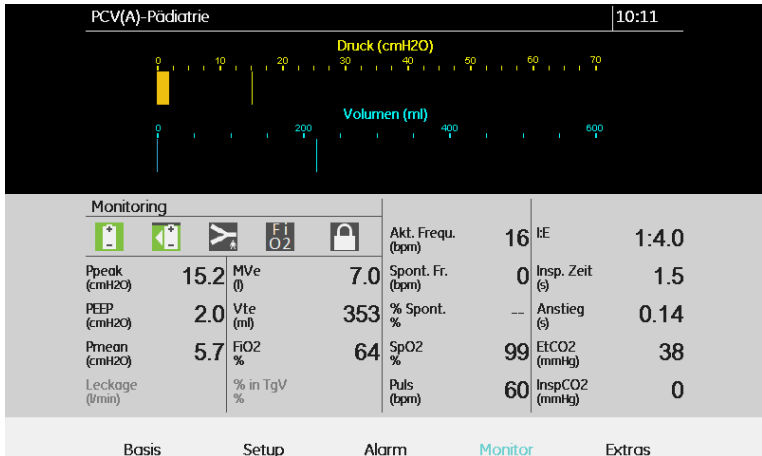 PCV(A)-Pädiatrie 10:11
Druck (cmH2O)
0 10 20 30 40 50 60 70
Volumen (ml)
0 200 400 600
Monitoring
Fi
O2
Akt. Frequ. 16 I:E 1:4.0
(bpm)
Ppeak 15.2 MVe 7.0 Spont. Fr. 0 Insp. Zeit 1.5
(cmH2O) (l) (bpm) (s)
PEEP 2.0 Vte 353 % Spont. -- Anstieg 0.14
(cmH2O) (ml) % (s)
Pmean 5.7 FiO2 64 SpO2 99 EtCO2 38
(cmH2O) % % (mmHg)
Leckage % in TgV Puls 60 InspCO2 0
(l/min) % (bpm) (mmHg)
Basis Setup Alarm Monitor Extras